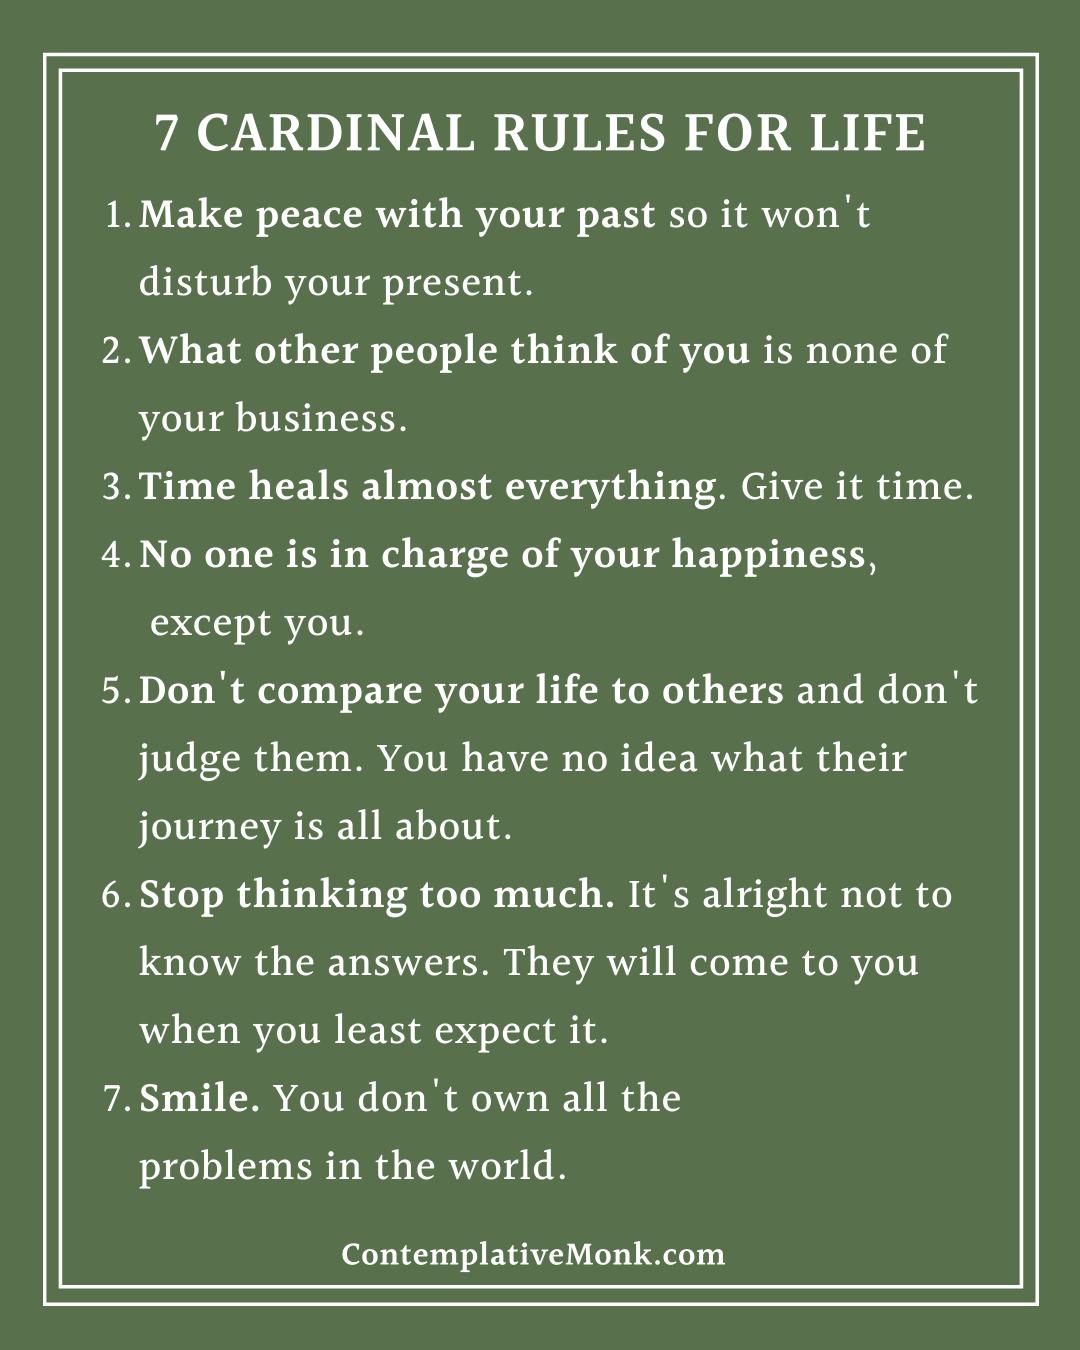 7 CARDINAL RULES FOR LIFE
1. Make peace with your past so it won't
disturb your present.
2. What other people think of you is none of
your business.
3. Time heals almost everything. Give it time.
4. No one is in charge of your happiness,
except you.
5. Don't compare your life to others and don't
judge them. You have no idea what their
journey is all about.
6. Stop thinking too much. It's alright not to
know the answers. They will come to you
when you least expect it.
7. Smile. You don't own all the
problems in the world.
ContemplativeMonk.com